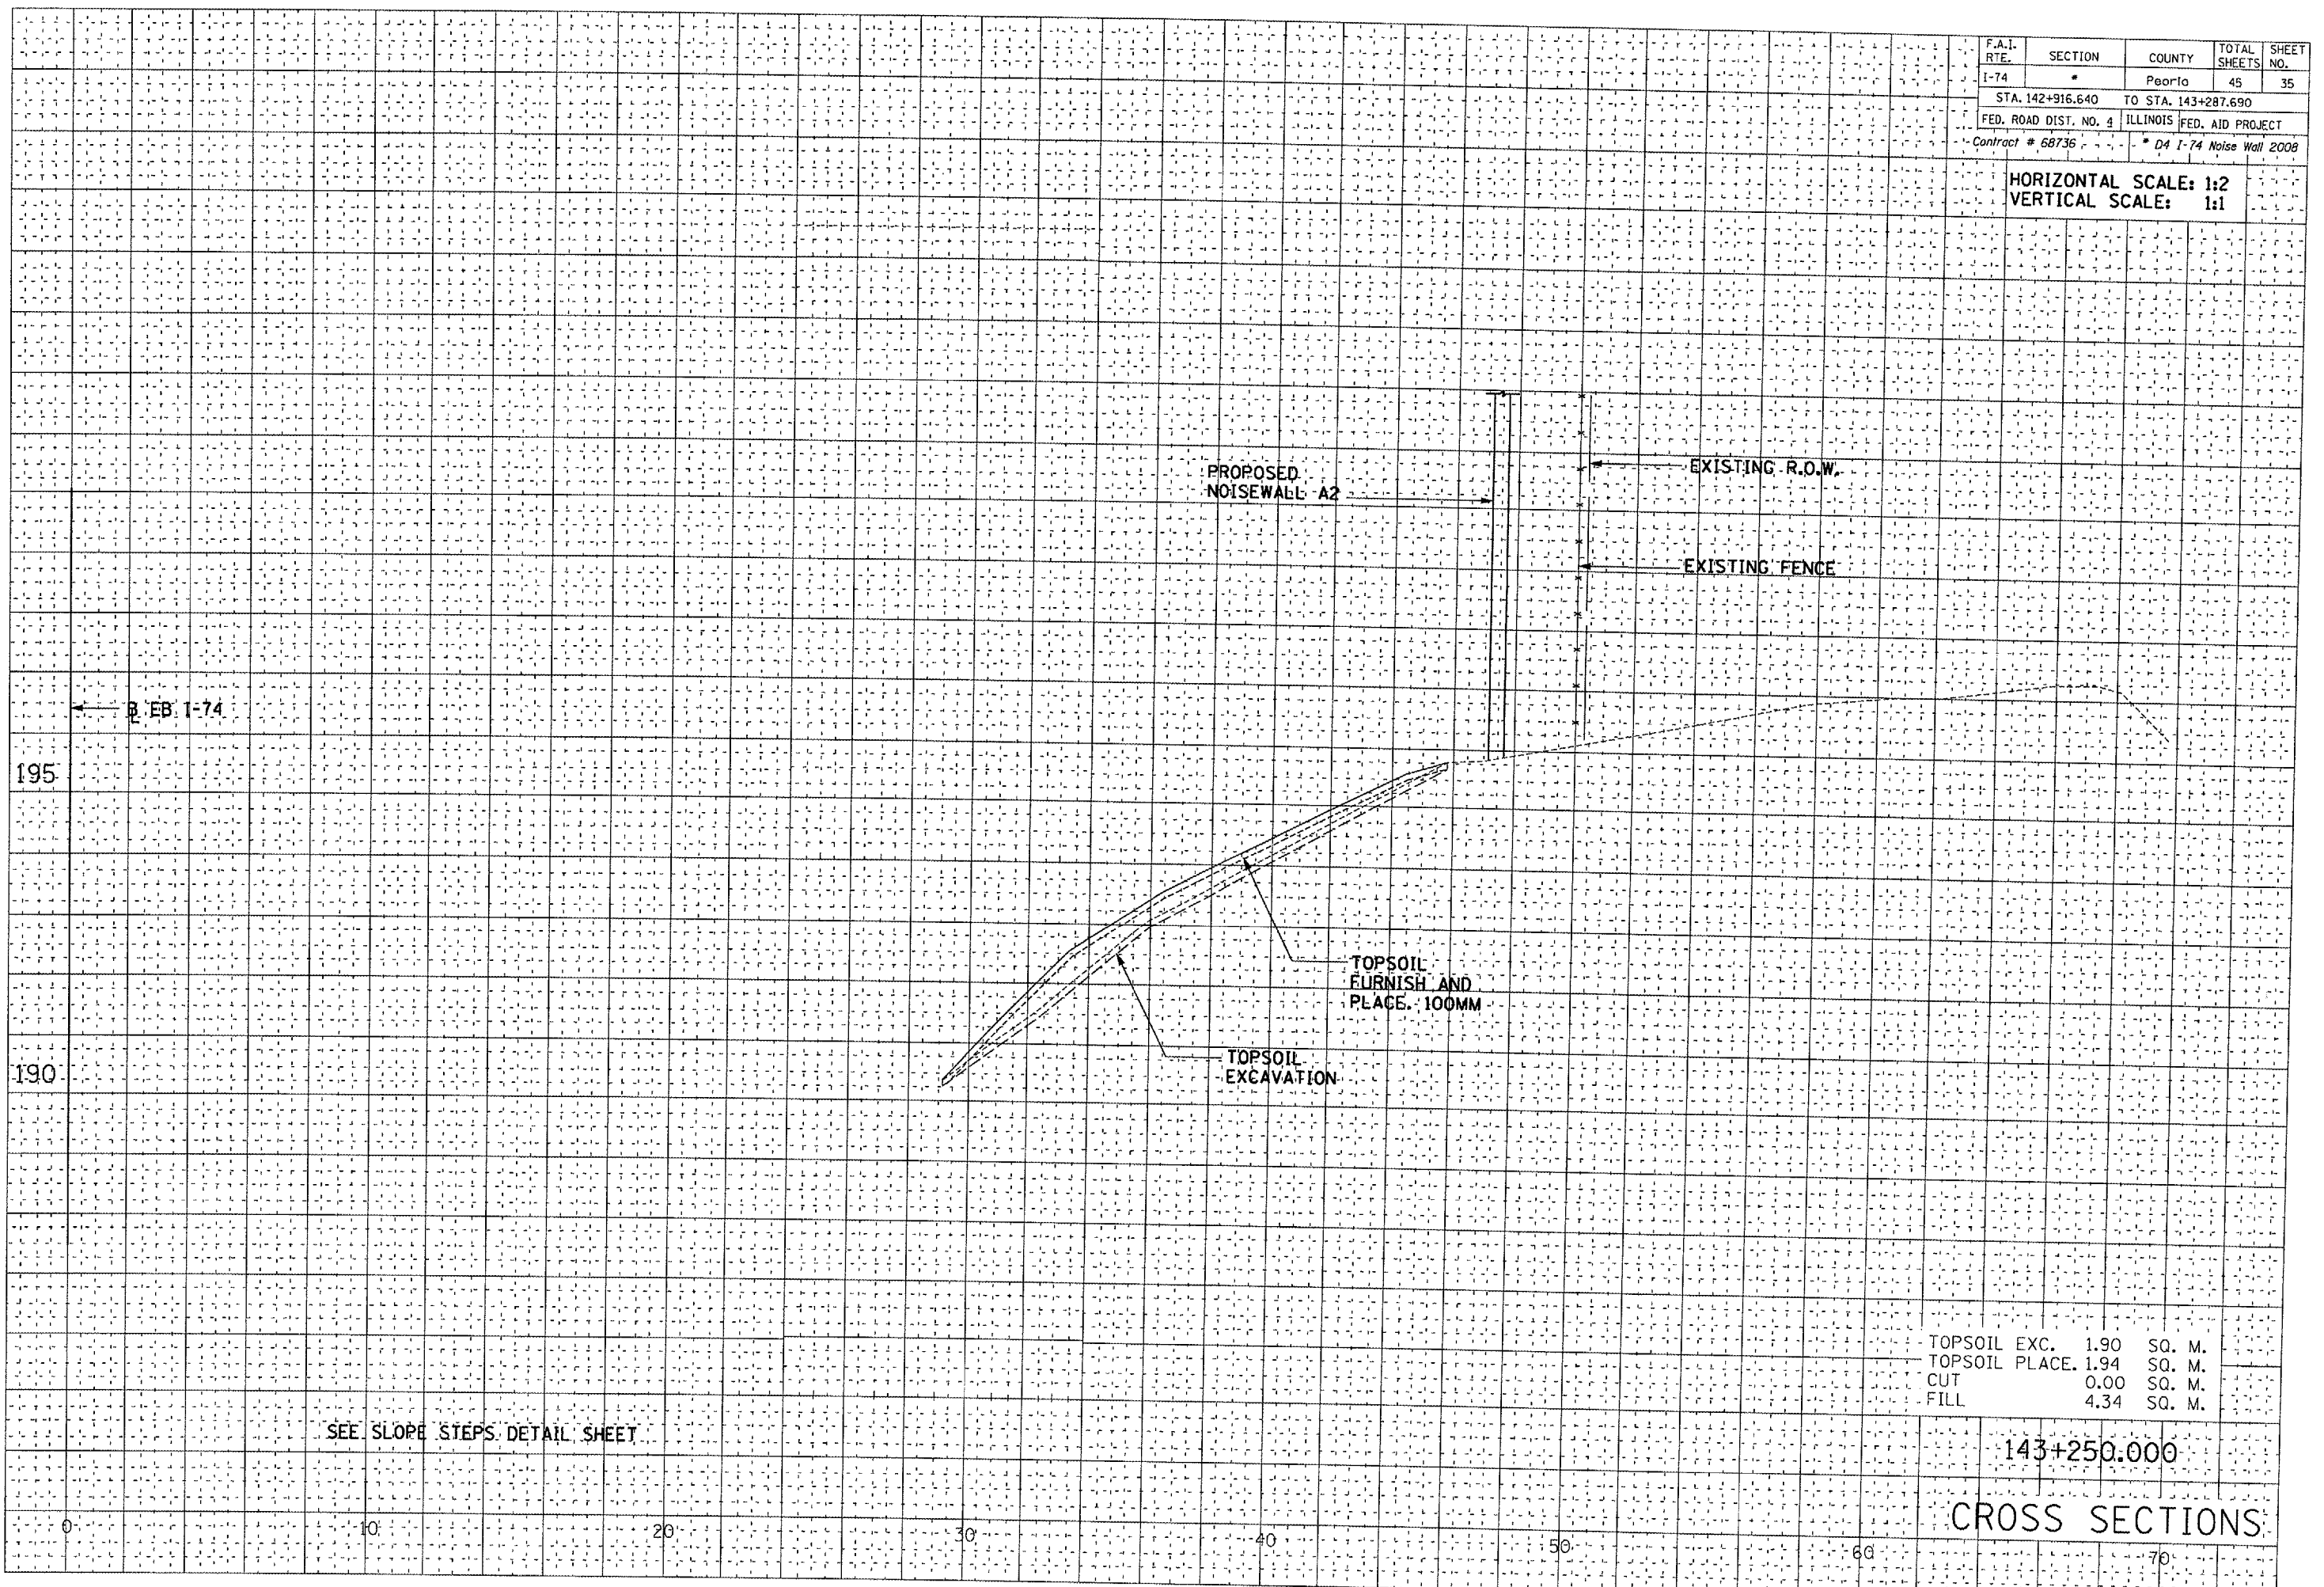 F.A.I. RTE. SECTION COUNTY TOTAL SHEETS SHEET NO.
I-74 * Peoria 45 35
STA. 142+916.640 TO STA. 143+287.690
FED. ROAD DIST. NO. 4 ILLINOIS FED. AID PROJECT
Contract # 68736 * D4 I-74 Noise Wall 2008
HORIZONTAL SCALE: 1:2
VERTICAL SCALE: 1:1
PROPOSED
NOISEWALL A2
EXISTING R.O.W.
EXISTING FENCE
BL EB I-74
195
TOPSOIL
FURNISH AND
PLACE. 100MM
TOPSOIL
EXCAVATION
190
TOPSOIL EXC. 1.90 SQ. M.
TOPSOIL PLACE. 1.94 SQ. M.
CUT 0.00 SQ. M.
FILL 4.34 SQ. M.
SEE SLOPE STEPS DETAIL SHEET
143+250.000
CROSS SECTIONS
0 10 20 30 40 50 60 70